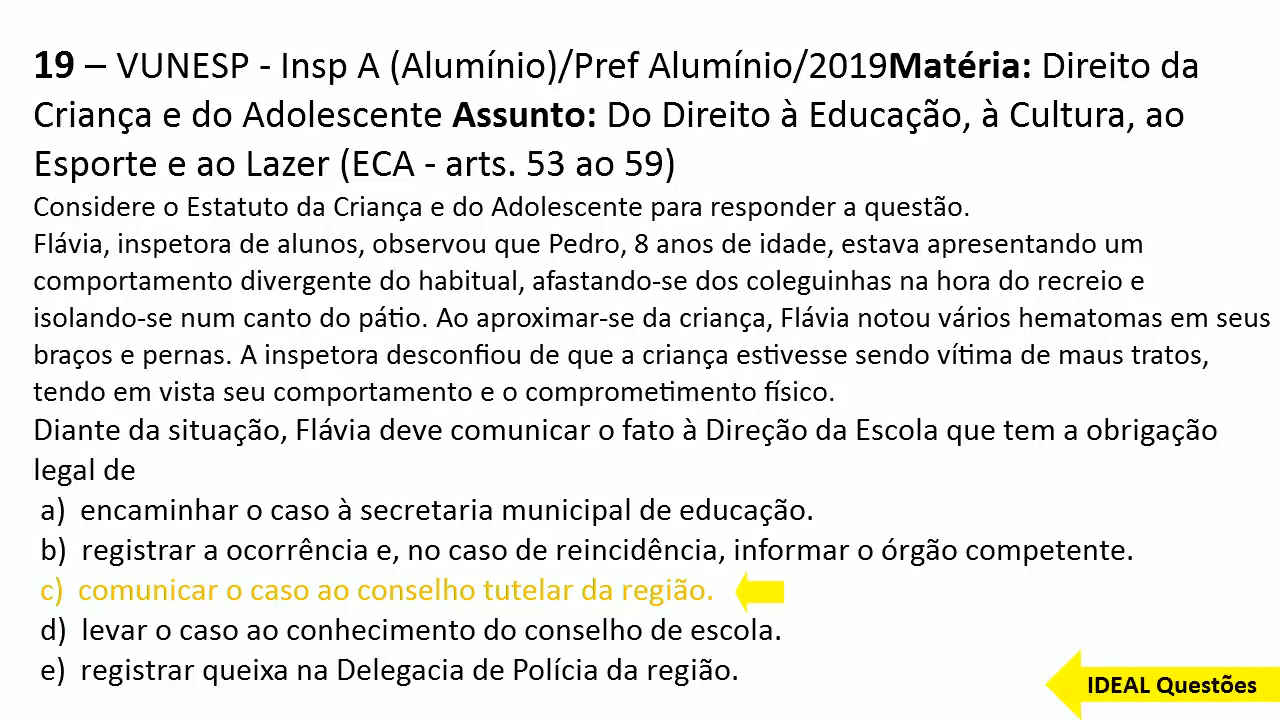 19 – VUNESP - Insp A (Alumínio)/Pref Alumínio/2019Matéria: Direito da
Criança e do Adolescente Assunto: Do Direito à Educação, à Cultura, ao
Esporte e ao Lazer (ECA - arts. 53 ao 59)
Considere o Estatuto da Criança e do Adolescente para responder a questão.
Flávia, inspetora de alunos, observou que Pedro, 8 anos de idade, estava apresentando um
comportamento divergente do habitual, afastando-se dos coleguinhas na hora do recreio e
isolando-se num canto do pátio. Ao aproximar-se da criança, Flávia notou vários hematomas em seus
braços e pernas. A inspetora desconfiou de que a criança estivesse sendo vítima de maus tratos,
tendo em vista seu comportamento e o comprometimento físico.
Diante da situação, Flávia deve comunicar o fato à Direção da Escola que tem a obrigação
legal de
a) encaminhar o caso à secretaria municipal de educação.
b) registrar a ocorrência e, no caso de reincidência, informar o órgão competente.
c) comunicar o caso ao conselho tutelar da região.
d) levar o caso ao conhecimento do conselho de escola.
e) registrar queixa na Delegacia de Polícia da região.
IDEAL Questões